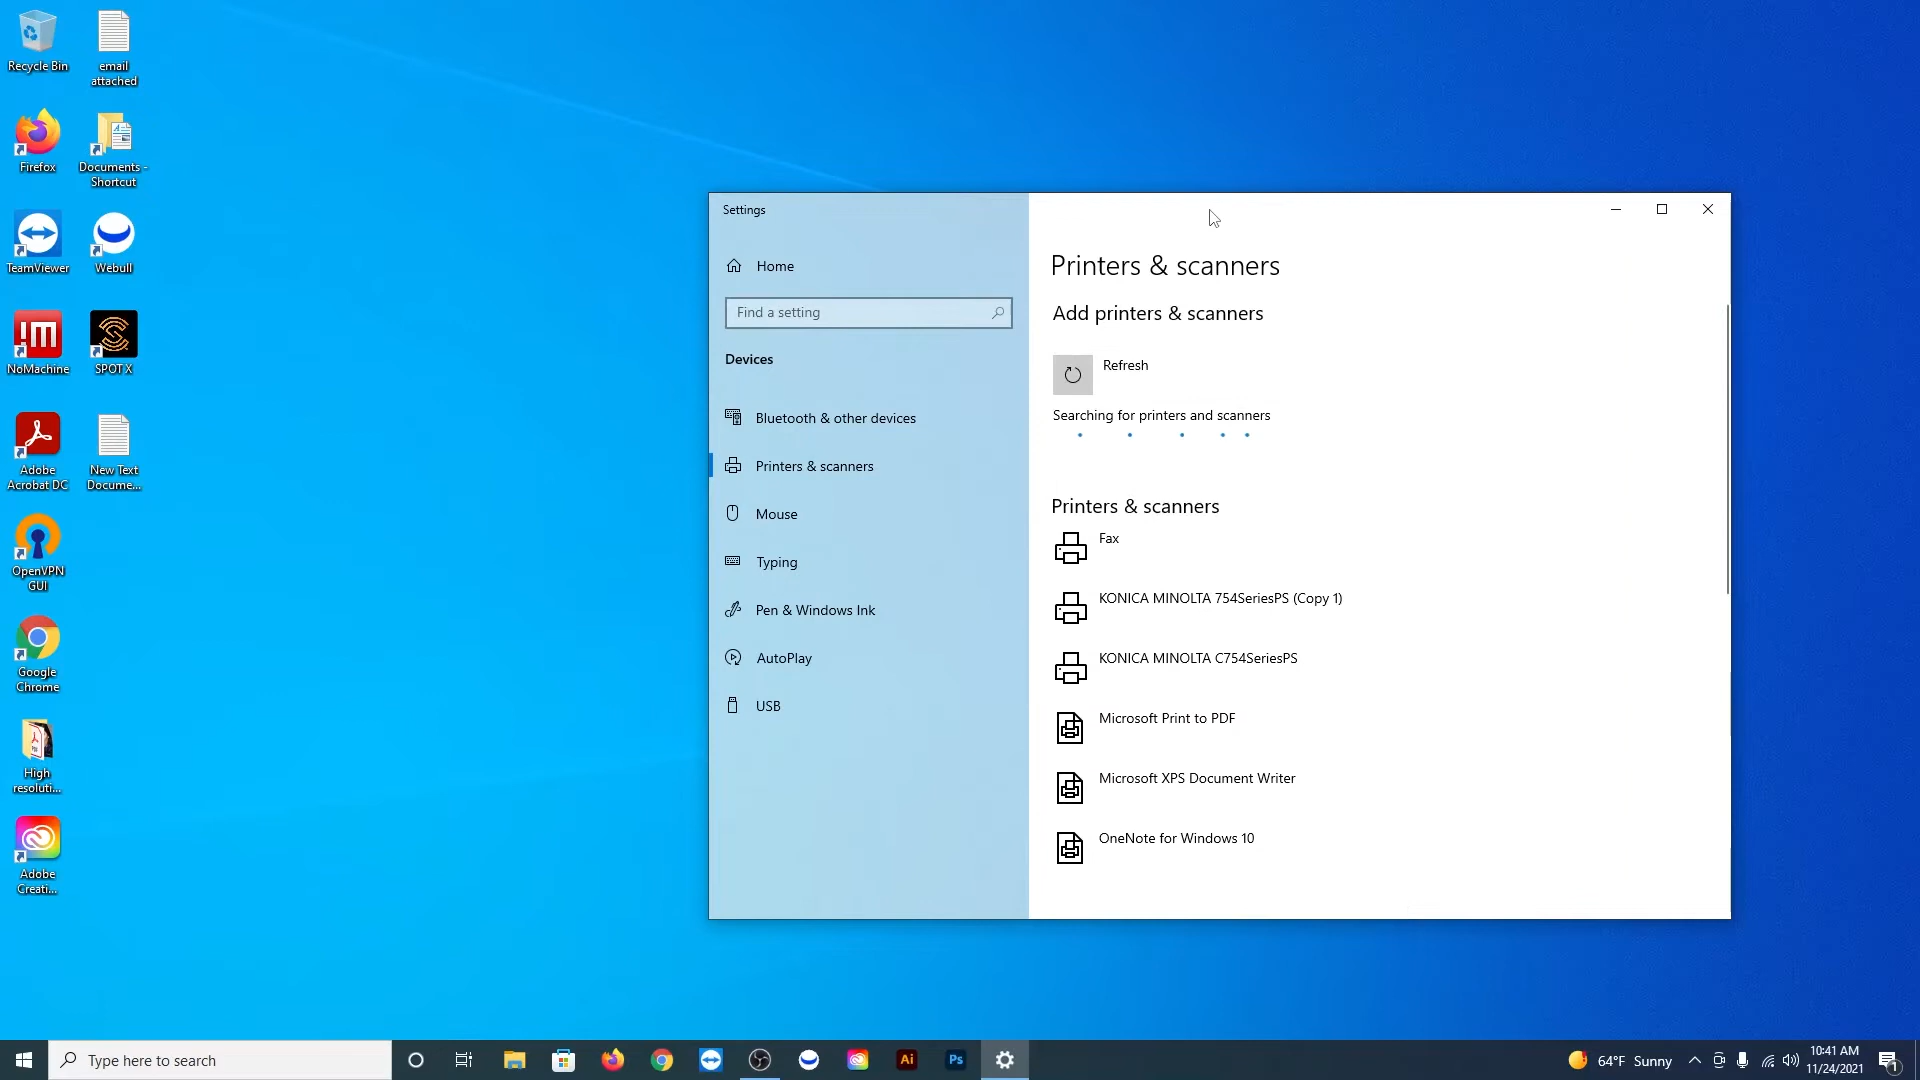 Recycle Bin
email
attached
Firefox
Documents -
Shortcut
TeamViewer
Webull
!M
NoMachine
SPOT X
Adobe
Acrobat DC
New Text
Docume...
OpenVPN
GUI
Google
Chrome
PDF
High
resoluti...
Adobe
Creati...
Settings
Home
Find a setting
Devices
Bluetooth & other devices
Printers & scanners
Mouse
Typing
Pen & Windows Ink
AutoPlay
USB
Printers & scanners
Add printers & scanners
Refresh
Searching for printers and scanners
Printers & scanners
Fax
KONICA MINOLTA 754SeriesPS (Copy 1)
KONICA MINOLTA C754SeriesPS
Microsoft Print to PDF
Microsoft XPS Document Writer
OneNote for Windows 10
Type here to search
Ai
Ps
64°F Sunny
10:41 AM
11/24/2021
1